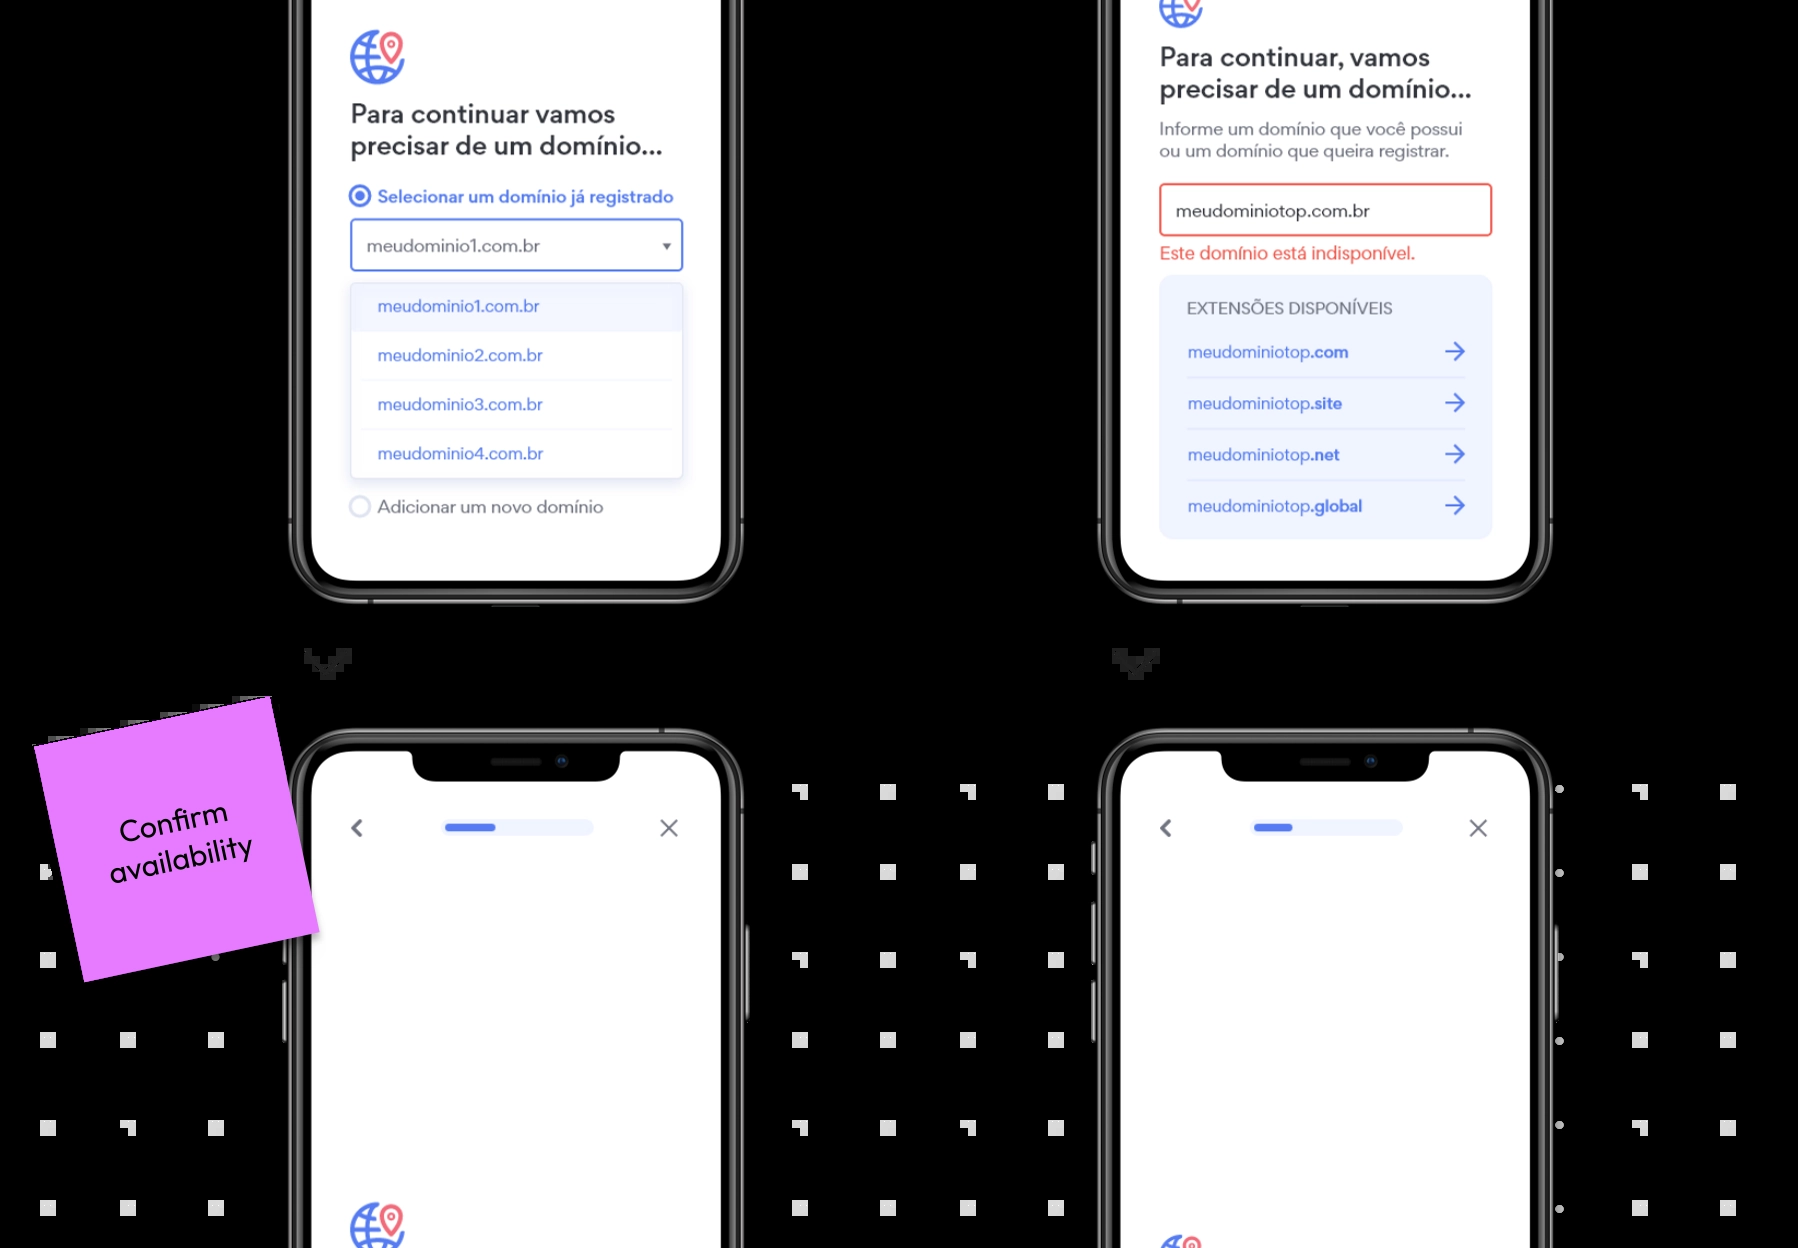 Para continuar vamos
precisar de um domínio...
Selecionar um domínio já registrado
meudominio1.com.br
meudominio1.com.br
meudominio2.com.br
meudominio3.com.br
meudominio4.com.br
Adicionar um novo domínio
Para continuar, vamos
precisar de um domínio...
Informe um domínio que você possui
ou um domínio que queira registrar.
meudominiotop.com.br
Este domínio está indisponível.
EXTENSÕES DISPONÍVEIS
meudominiotop.com
meudominiotop.site
meudominiotop.net
meudominiotop.global
Confirm
availability